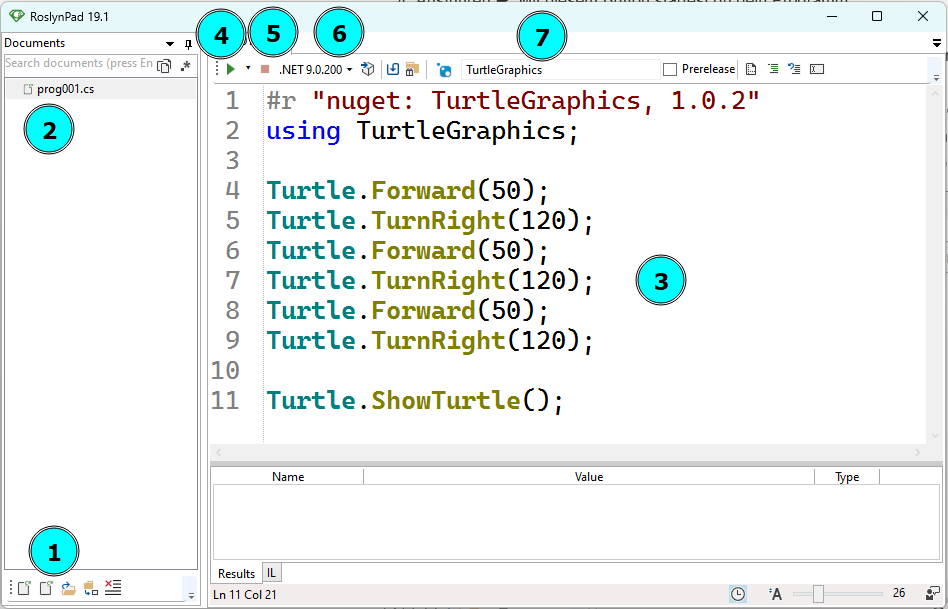 RoslynPad 19.1
Documents
4
5
6
7
Search documents (press En
.*
.NET 9.0.200
TurtleGraphics
Prerelease
prog001.cs
2
1 #r "nuget: TurtleGraphics, 1.0.2"
2 using TurtleGraphics;
3
4 Turtle.Forward(50);
5 Turtle.TurnRight(120);
6 Turtle.Forward(50);
7 Turtle.TurnRight(120);
8 Turtle.Forward(50);
9 Turtle.TurnRight(120);
10
11 Turtle.ShowTurtle();
3
Name Value Type
1
Results IL
Ln 11 Col 21
A
26